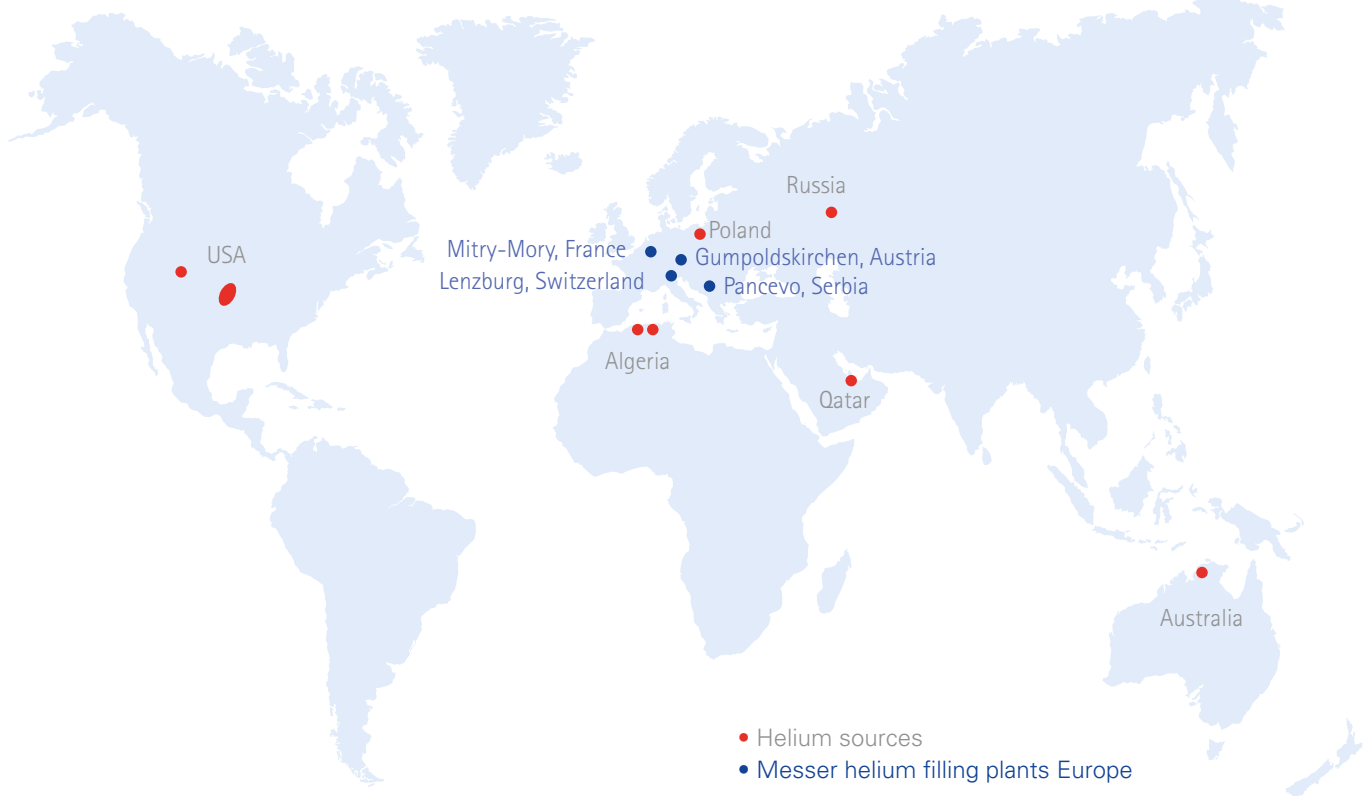 Russia
Poland
USA
Mitry-Mory, France
Gumpoldskirchen, Austria
Lenzburg, Switzerland
Pancevo, Serbia
Algeria
Qatar
Australia
Helium sources
Messer helium filling plants Europe